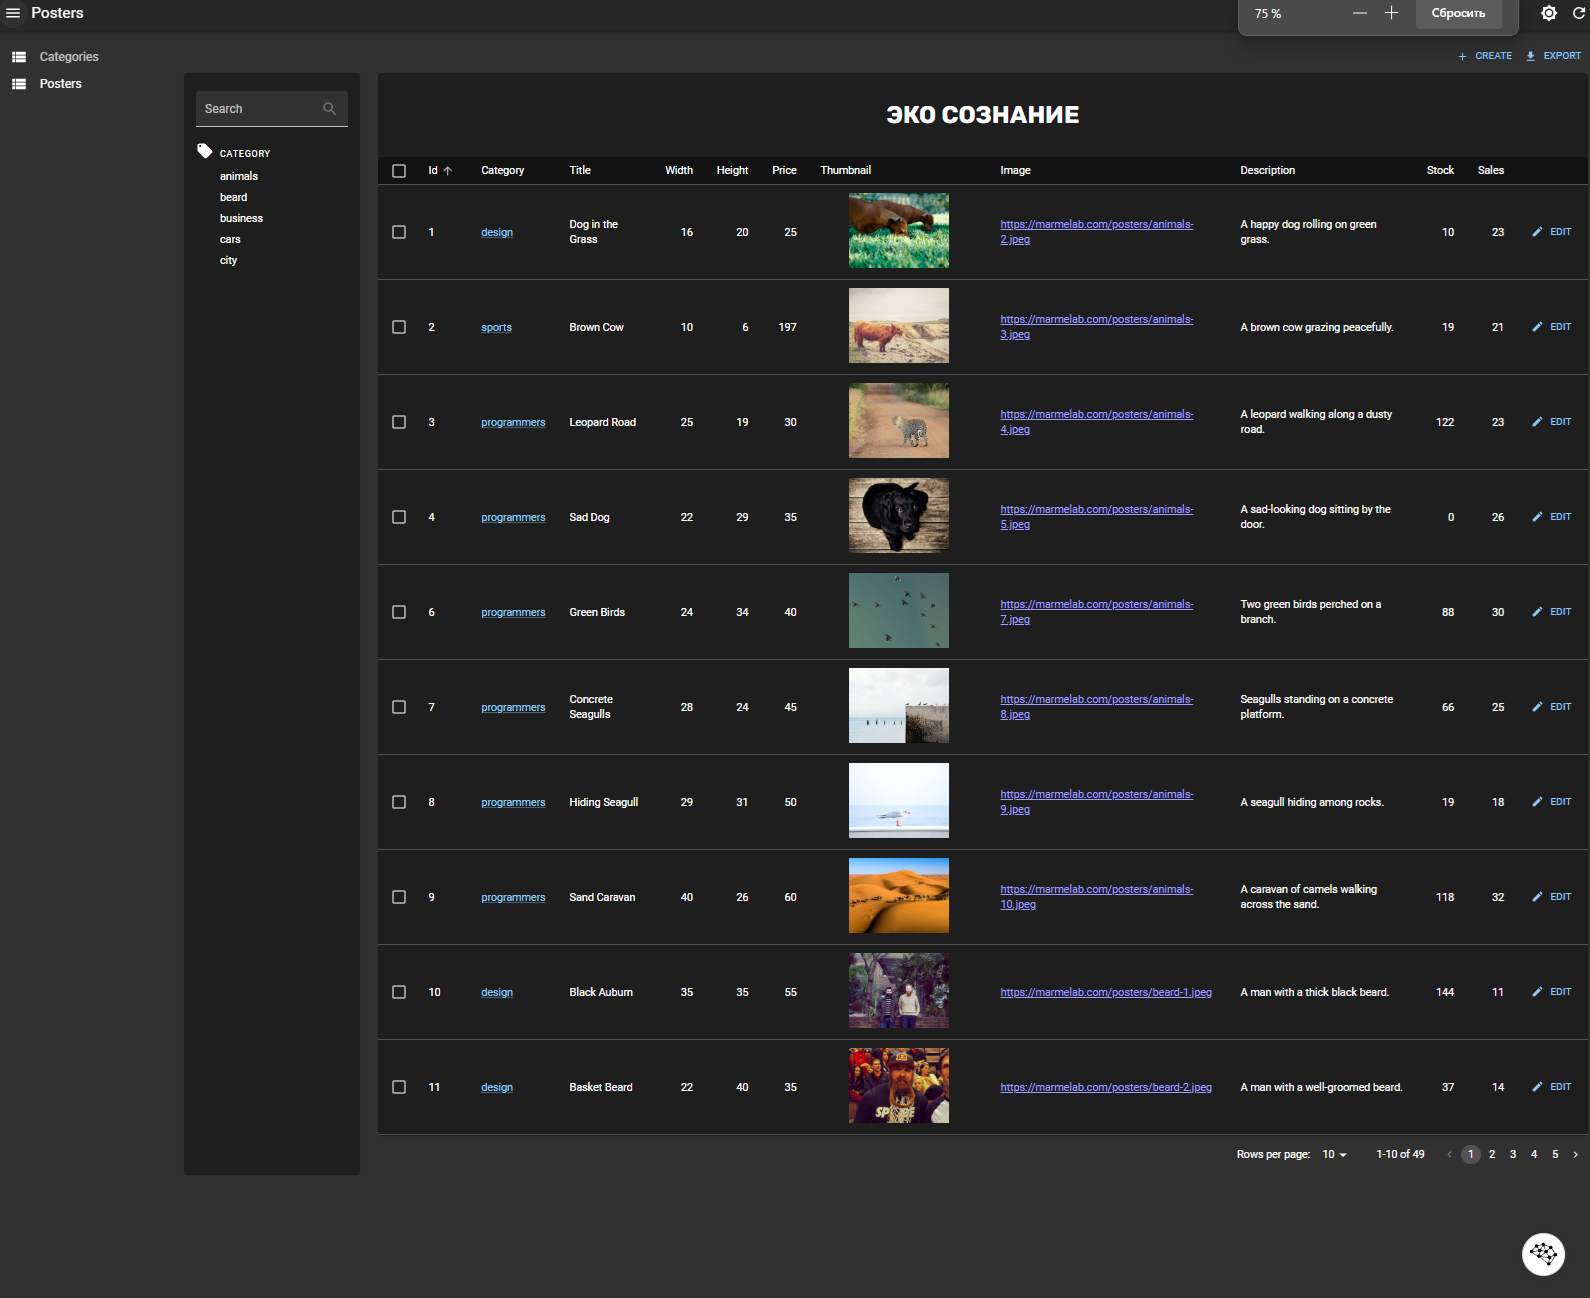 Posters
75 %
Сбросить
Categories
Posters
CREATE
EXPORT
Search
CATEGORY
animals
beard
business
cars
city
ЭКО СОЗНАНИЕ
Id Category Title Width Height Price Thumbnail Image Description Stock Sales
1 design Dog in the Grass 16 20 25 https://marmelab.com/posters/animals-2.jpeg A happy dog rolling on green grass. 10 23 EDIT
2 sports Brown Cow 10 6 197 https://marmelab.com/posters/animals-3.jpeg A brown cow grazing peacefully. 19 21 EDIT
3 programmers Leopard Road 25 19 30 https://marmelab.com/posters/animals-4.jpeg A leopard walking along a dusty road. 122 23 EDIT
4 programmers Sad Dog 22 29 35 https://marmelab.com/posters/animals-5.jpeg A sad-looking dog sitting by the door. 0 26 EDIT
6 programmers Green Birds 24 34 40 https://marmelab.com/posters/animals-7.jpeg Two green birds perched on a branch. 88 30 EDIT
7 programmers Concrete Seagulls 28 24 45 https://marmelab.com/posters/animals-8.jpeg Seagulls standing on a concrete platform. 66 25 EDIT
8 programmers Hiding Seagull 29 31 50 https://marmelab.com/posters/animals-9.jpeg A seagull hiding among rocks. 19 18 EDIT
9 programmers Sand Caravan 40 26 60 https://marmelab.com/posters/animals-10.jpeg A caravan of camels walking across the sand. 118 32 EDIT
10 design Black Auburn 35 35 55 https://marmelab.com/posters/beard-1.jpeg A man with a thick black beard. 144 11 EDIT
11 design Basket Beard 22 40 35 https://marmelab.com/posters/beard-2.jpeg A man with a well-groomed beard. 37 14 EDIT
Rows per page: 10 1-10 of 49 1 2 3 4 5